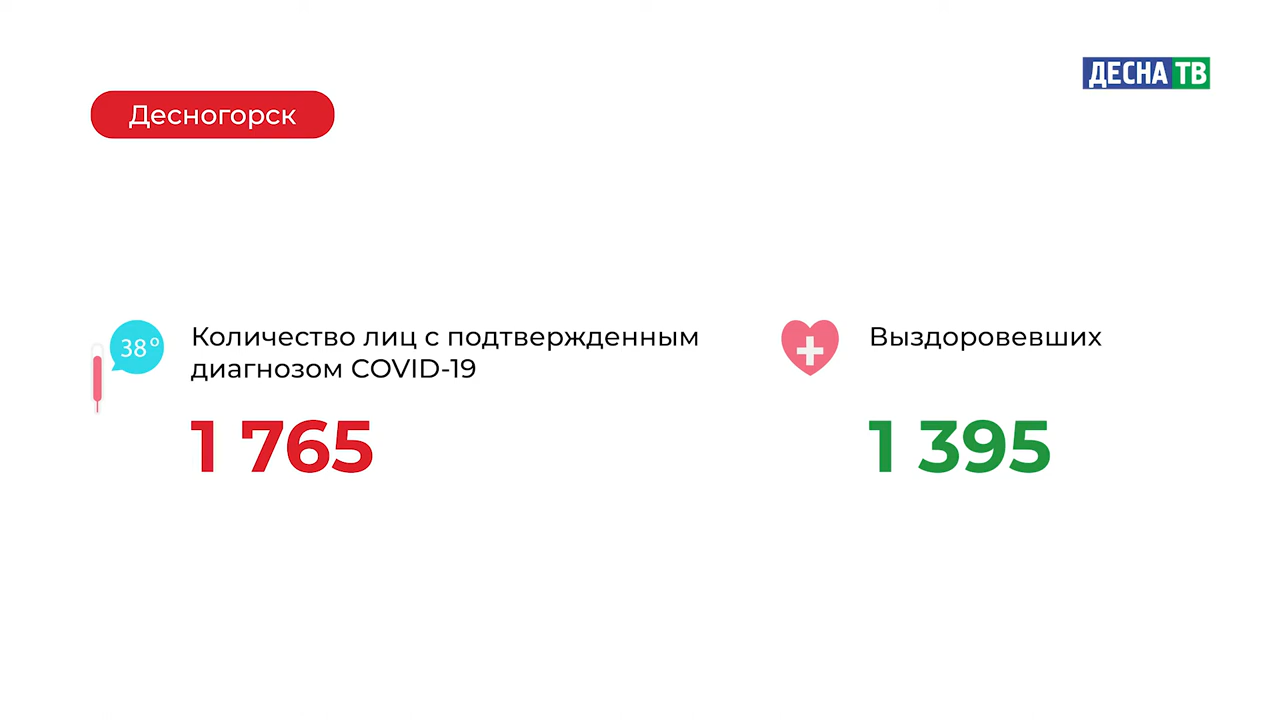 ДЕСНА ТВ
Десногорск
38°
Количество лиц с подтвержденным
диагнозом COVID-19
1 765
Выздоровевших
1 395